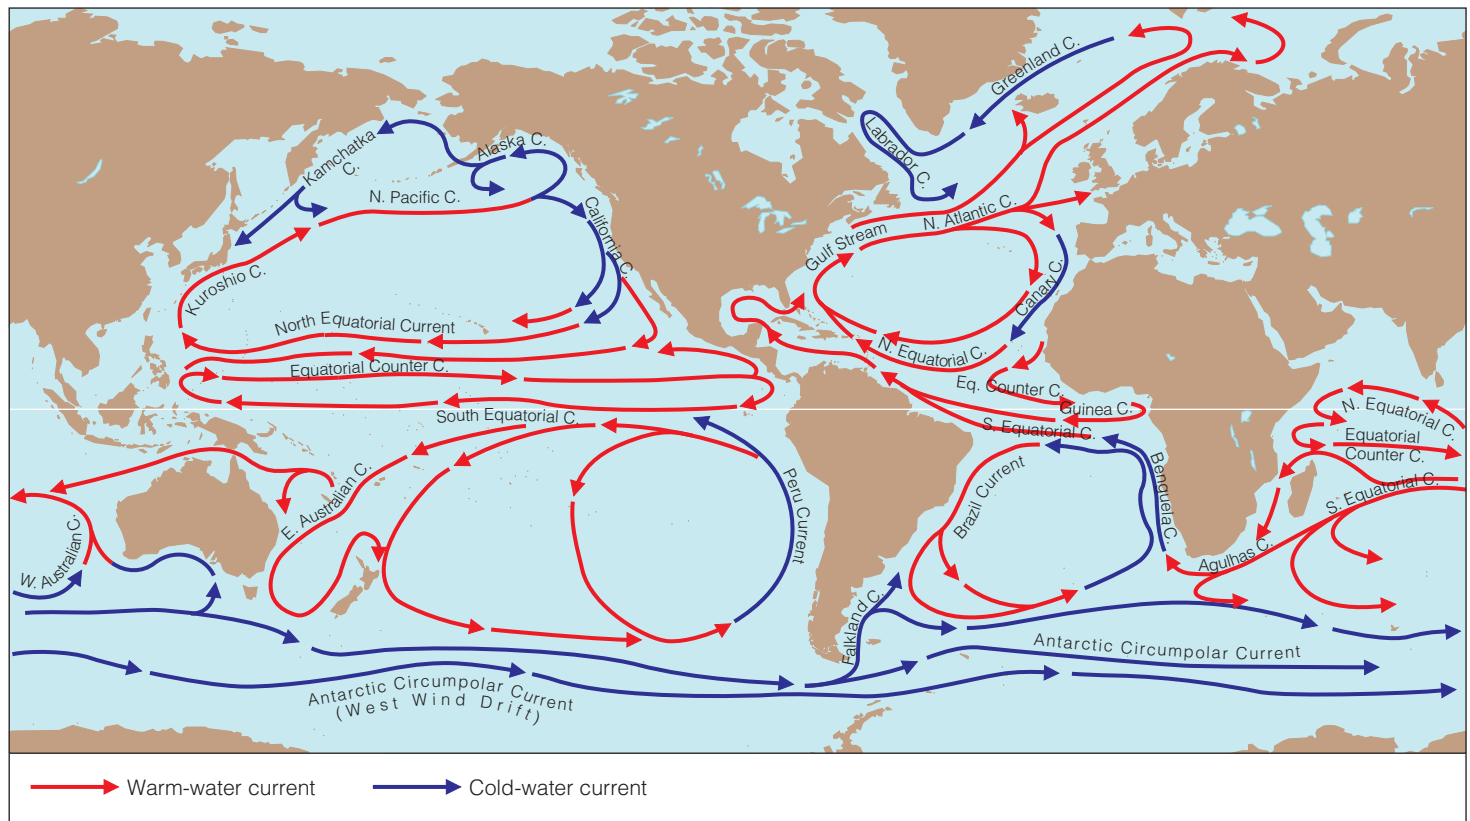 Greenland C.
Labrador C.
Kamchatka
C.
Alaska C.
N. Pacific C.
California C.
N. Atlantic C.
Gulf Stream
Kuroshio C.
Canary C.
North Equatorial Current
N. Equatorial C.
Equatorial Counter C.
Eq. Counter C.
Guinea C.
South Equatorial C.
S. Equatorial C.
N. Equatorial C.
Equatorial
Counter C.
S. Equatorial C.
E. Australian C.
Peru Current
Brazil Current
Benguela C.
W. Australian C.
Agulhas C.
Falkland C.
Antarctic Circumpolar Current
Antarctic Circumpolar Current
(West Wind Drift)
Warm-water current
Cold-water current